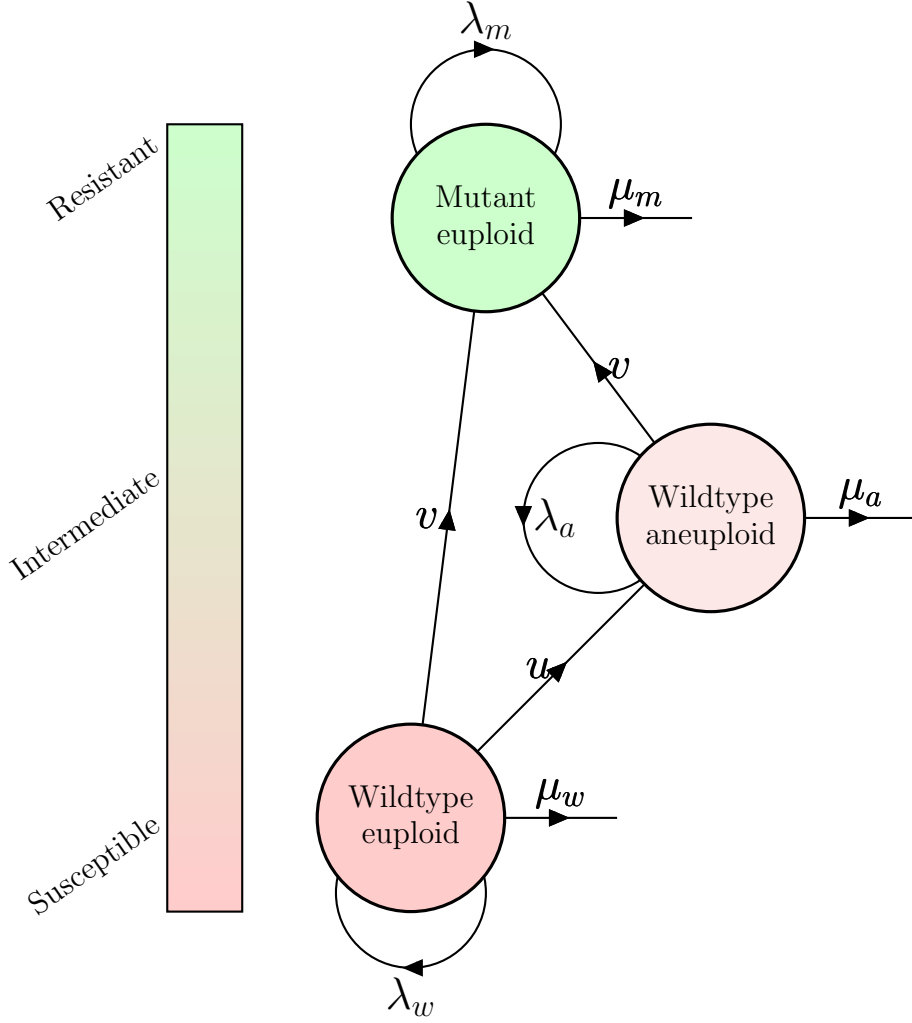 λm
Resistant
Mutant
euploid
μm
v
Intermediate
λa
Wildtype
aneuploid
μa
v
u
Susceptible
Wildtype
euploid
μw
λw